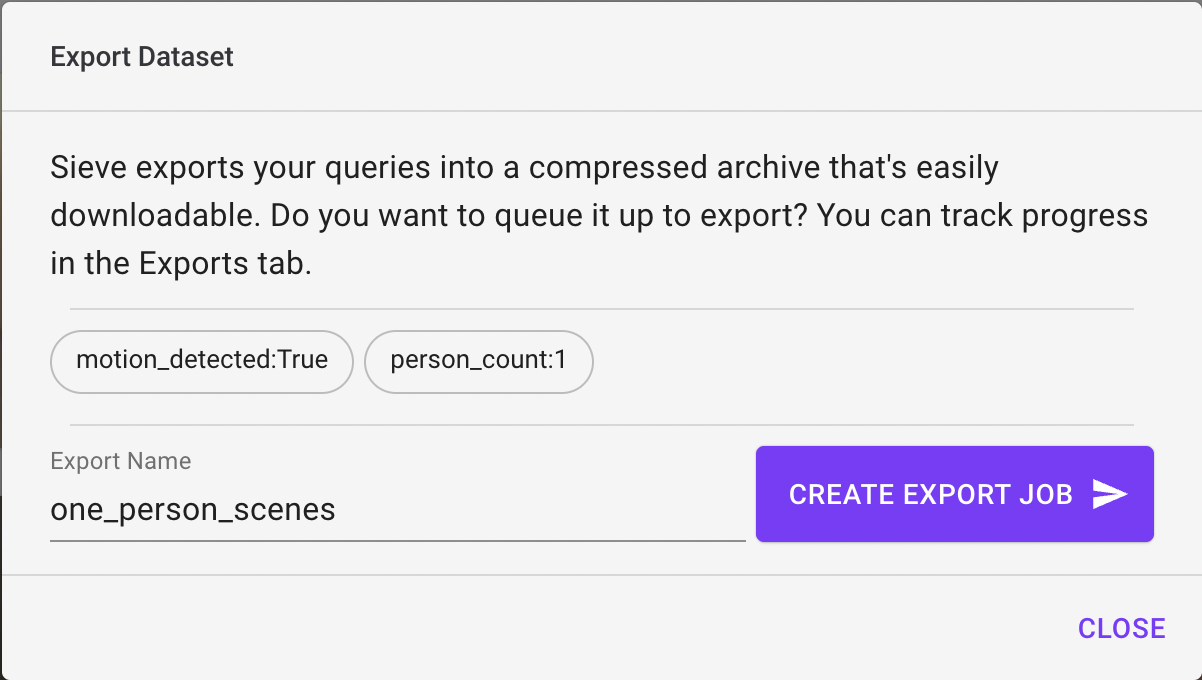 Export Dataset
Sieve exports your queries into a compressed archive that's easily
downloadable. Do you want to queue it up to export? You can track progress
in the Exports tab.
motion_detected:True person_count:1
Export Name
one_person_scenes
CREATE EXPORT JOB
CLOSE